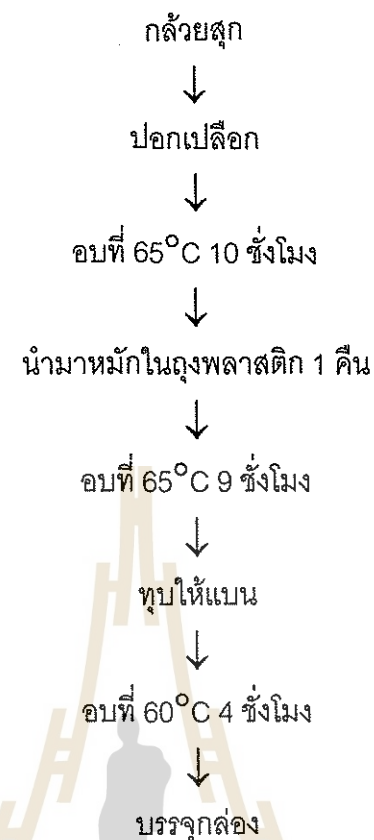 กล้วยสุก
↓
ปอกเปลือก
↓
อบที่ 65°C 10 ชั่งโมง
↓
นำมาหมักในถุงพลาสติก 1 คืน
↓
อบที่ 65°C 9 ชั่งโมง
↓
ทุบให้แบน
↓
อบที่ 60°C 4 ชั่งโมง
↓
บรรจุกล่อง